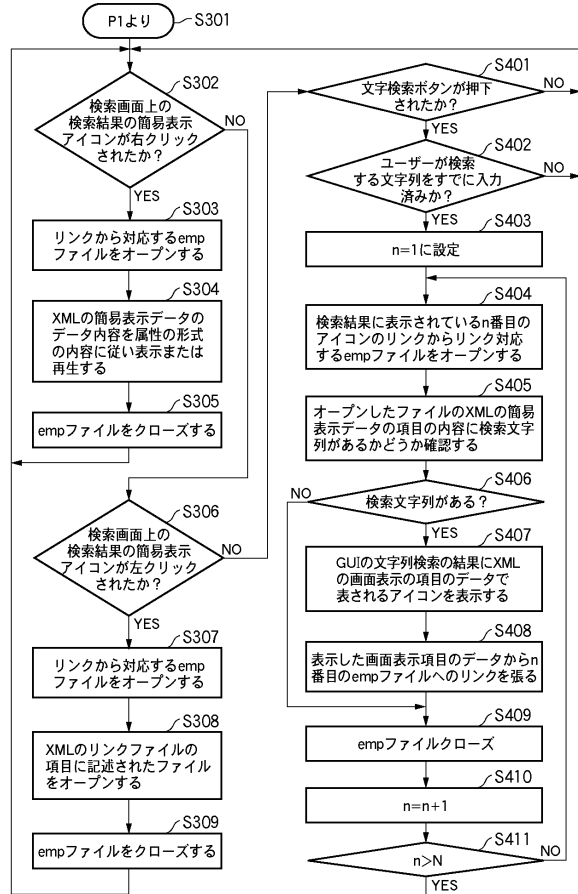 P1より
S301
S302
検索画面上の
検索結果の簡易表示
アイコンが右クリック
されたか？
NO
YES
S303
リンクから対応するemp
ファイルをオープンする
S304
XMLの簡易表示データの
データ内容を属性の形式
の内容に従い表示または
再生する
S305
empファイルをクローズする
S306
検索画面上の
検索結果の簡易表示
アイコンが左クリック
されたか？
NO
YES
S307
リンクから対応するemp
ファイルをオープンする
S308
XMLのリンクファイルの
項目に記述されたファイル
をオープンする
S309
empファイルをクローズする
S401
文字検索ボタンが押下
されたか？
NO
YES
S402
ユーザーが検索
する文字列をすでに入力
済みか？
NO
YES
S403
n=1に設定
S404
検索結果に表示されているn番目の
アイコンのリンクからリンク対応
するempファイルをオープンする
S405
オープンしたファイルのXMLの簡易
表示データの項目の内容に検索文字
列があるかどうか確認する
S406
NO
検索文字列がある？
YES
S407
GUIの文字列検索の結果にXML
の画面表示の項目のデータで
表されるアイコンを表示する
S408
表示した画面表示項目のデータからn
番目のempファイルへのリンクを張る
S409
empファイルクローズ
S410
n=n+1
S411
n>N
NO
YES